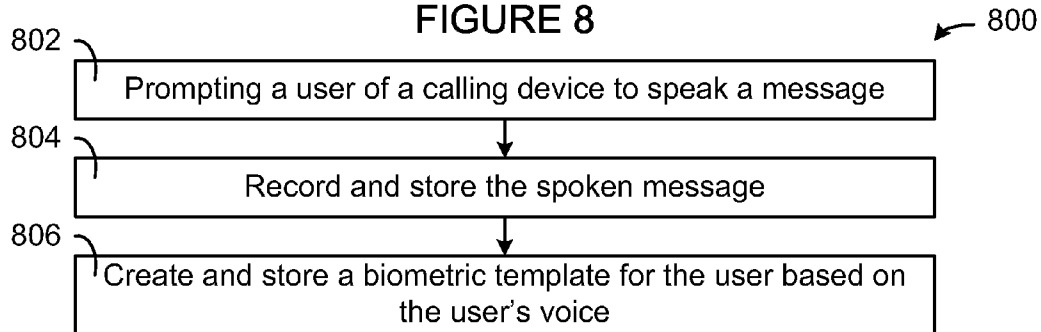 FIGURE 8
800
802
Prompting a user of a calling device to speak a message
804
Record and store the spoken message
806
Create and store a biometric template for the user based on
the user's voice